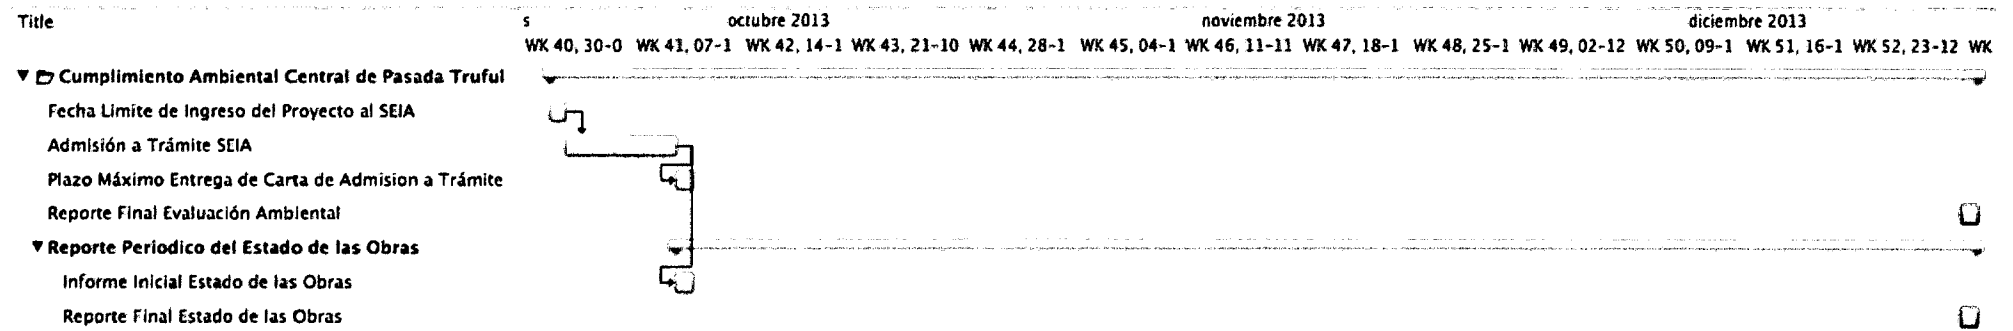 Title s octubre 2013 noviembre 2013 diciembre 2013
WK 40, 30-0 WK 41, 07-1 WK 42, 14-1 WK 43, 21-10 WK 44, 28-1 WK 45, 04-1 WK 46, 11-11 WK 47, 18-1 WK 48, 25-1 WK 49, 02-12 WK 50, 09-1 WK 51, 16-1 WK 52, 23-12 WK
Cumplimiento Ambiental Central de Pasada Truful
Fecha Limite de Ingreso del Proyecto al SEIA
Admisión a Trámite SEIA
Plazo Máximo Entrega de Carta de Admision a Trámite
Reporte Final Evaluación Ambiental
Reporte Periodico del Estado de las Obras
Informe Inicial Estado de las Obras
Reporte Final Estado de las Obras